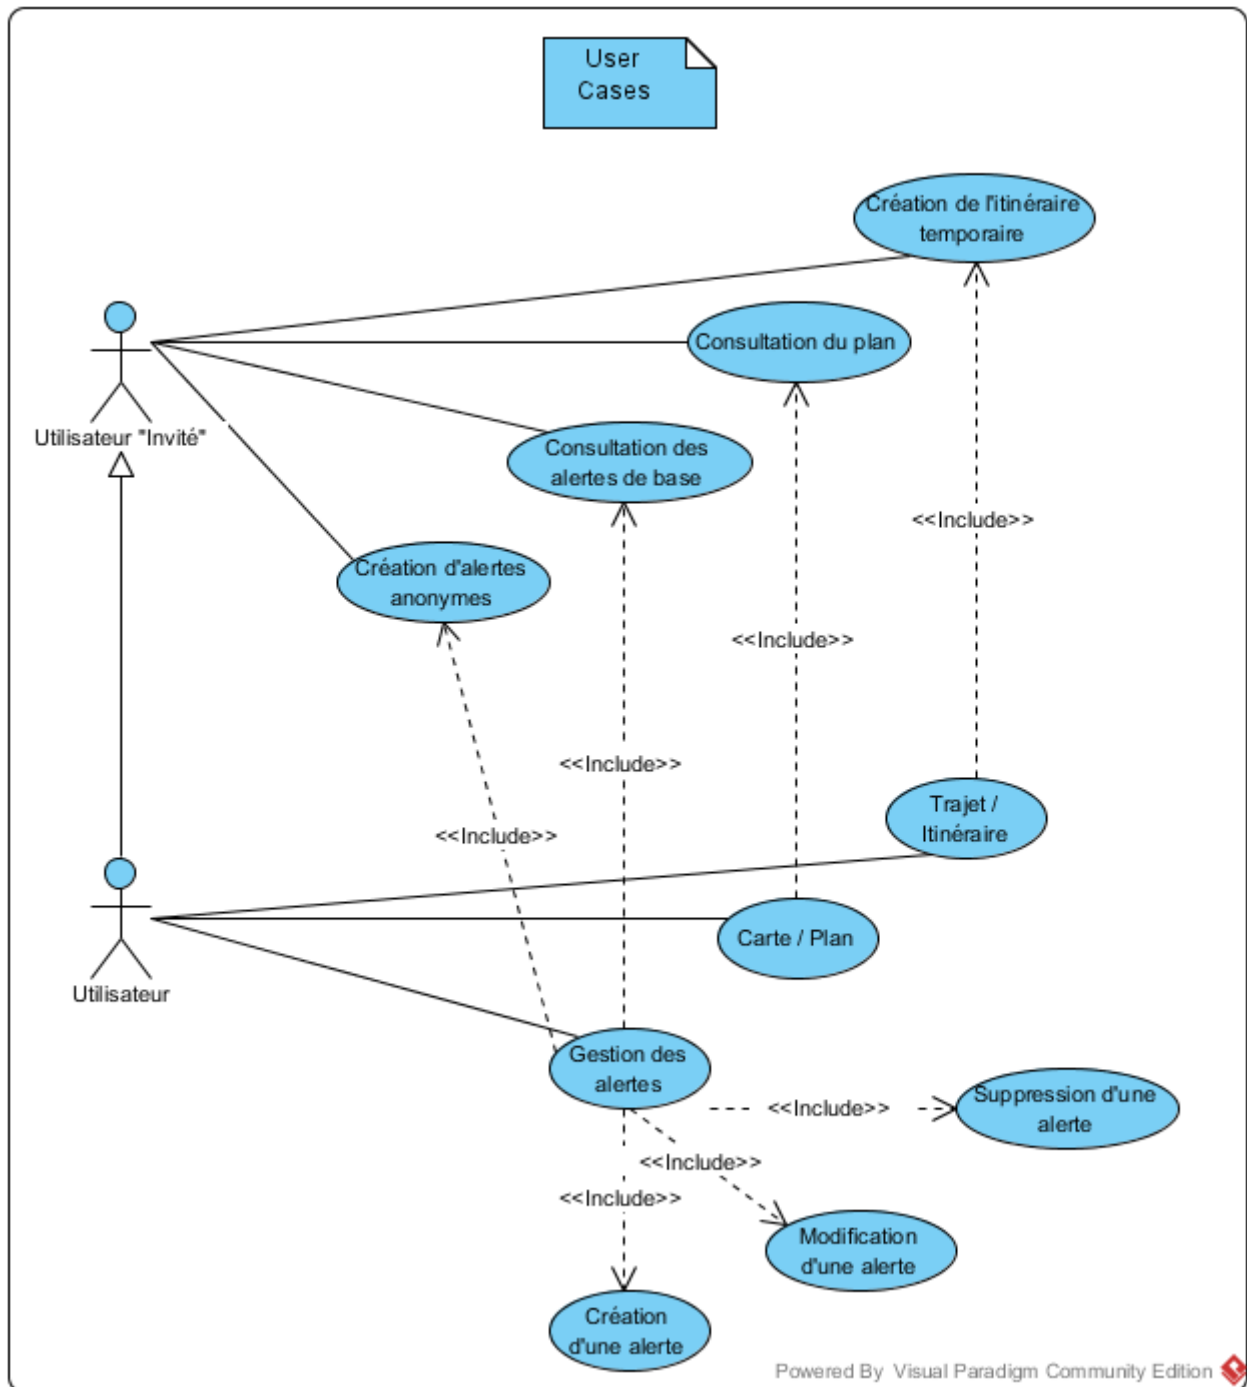 User
Cases
Création de l'itinéraire
temporaire
Consultation du plan
Utilisateur "Invité"
Consultation des
alertes de base
<<Include>>
Création d'alertes
anonymes
<<Include>>
<<Include>>
Trajet /
Itinéraire
<<Include>>
Carte / Plan
Utilisateur
Gestion des
alertes
<<Include>>
Suppression d'une
alerte
<<Include>>
<<Include>>
Modification
d'une alerte
Création
d'une alerte
Powered By Visual Paradigm Community Edition